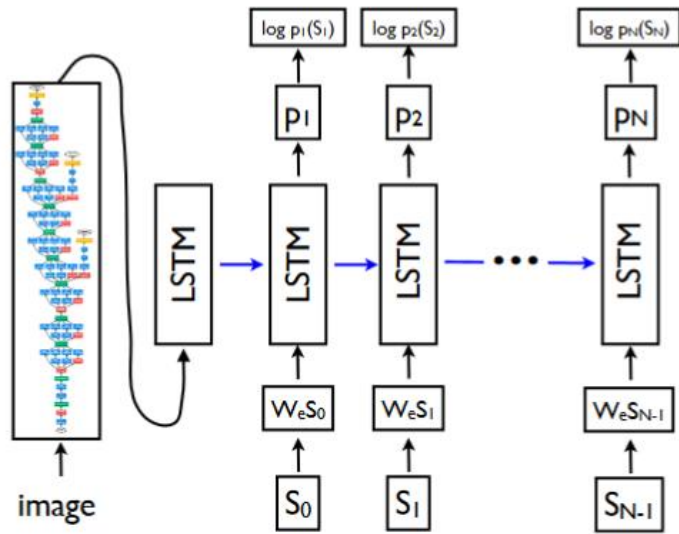 log p1(S1) log p2(S2) log pN(SN)
p1 p2 pN
LSTM LSTM LSTM ••• LSTM
WeS0 WeS1 WeSN-1
image S0 S1 SN-1